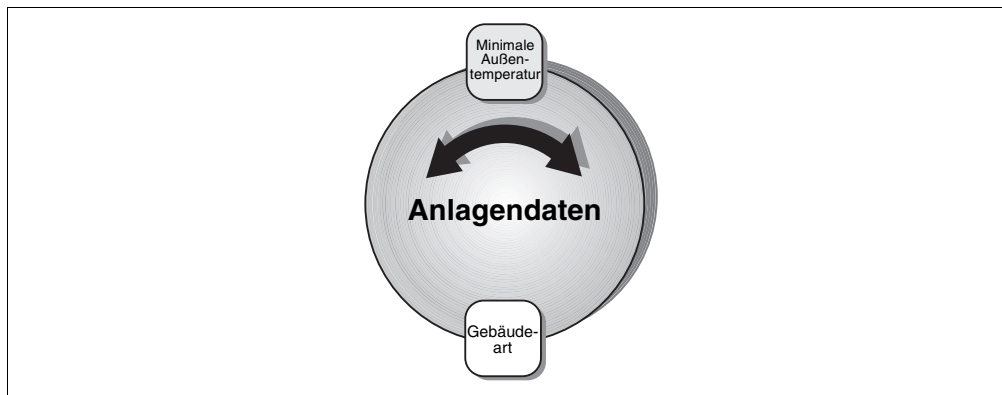 Minimale
Außen-
temperatur
Anlagendaten
Gebäude-
art